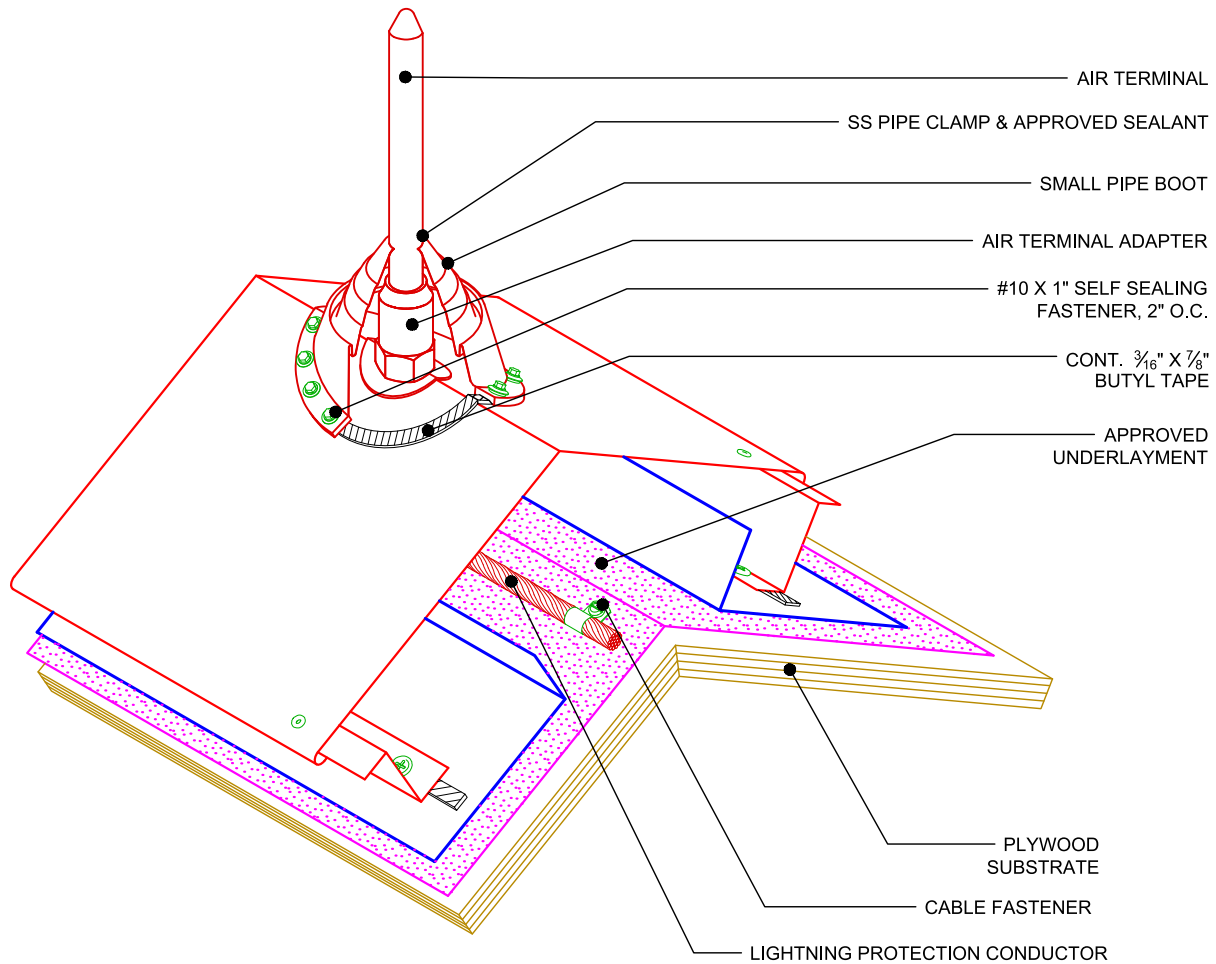 AIR TERMINAL
SS PIPE CLAMP & APPROVED SEALANT
SMALL PIPE BOOT
AIR TERMINAL ADAPTER
#10 X 1" SELF SEALING
FASTENER, 2" O.C.
CONT. 3⁄16" X 7⁄8"
BUTYL TAPE
APPROVED
UNDERLAYMENT
PLYWOOD
SUBSTRATE
CABLE FASTENER
LIGHTNING PROTECTION CONDUCTOR